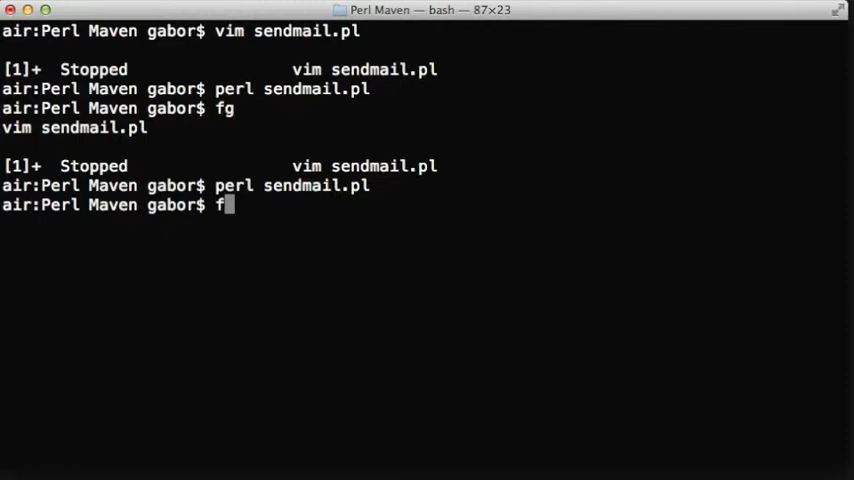 Perl Maven — bash — 87×23
air:Perl Maven gabor$ vim sendmail.pl
[1]+  Stopped                 vim sendmail.pl
air:Perl Maven gabor$ perl sendmail.pl
air:Perl Maven gabor$ fg
vim sendmail.pl
[1]+  Stopped                 vim sendmail.pl
air:Perl Maven gabor$ perl sendmail.pl
air:Perl Maven gabor$ f